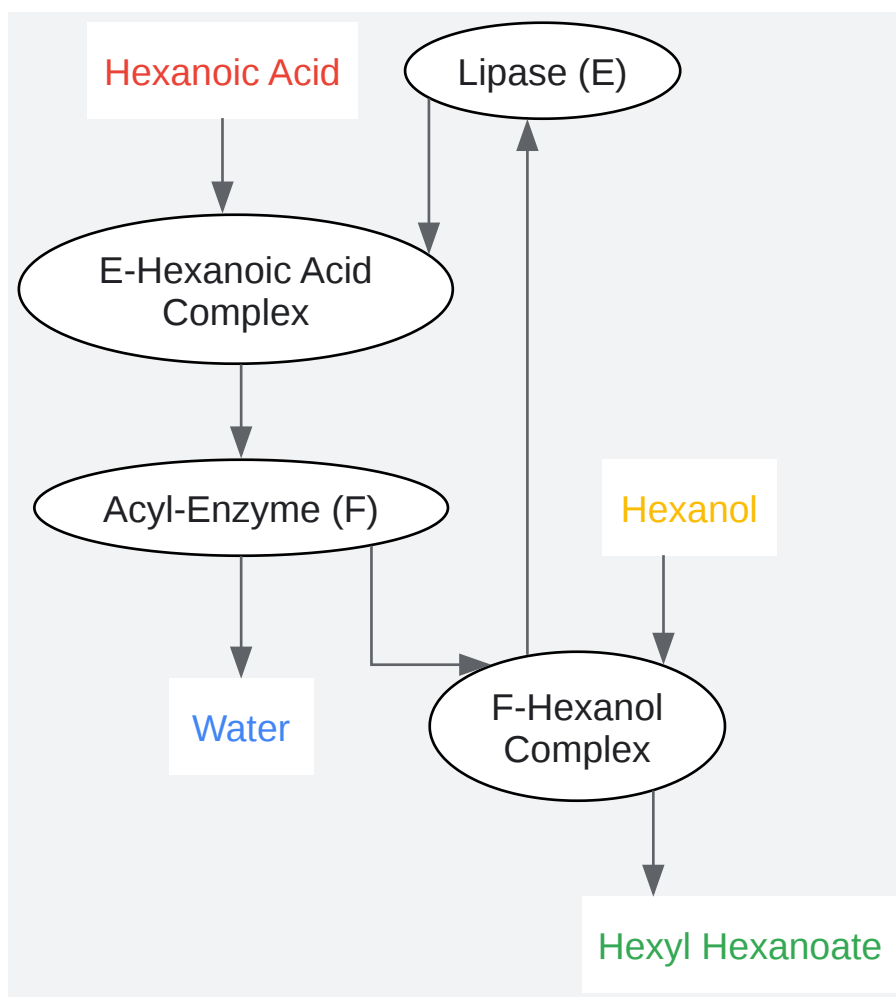 Hexanoic Acid
Lipase (E)
E-Hexanoic Acid
Complex
Acyl-Enzyme (F)
Hexanol
Water
F-Hexanol
Complex
Hexyl Hexanoate